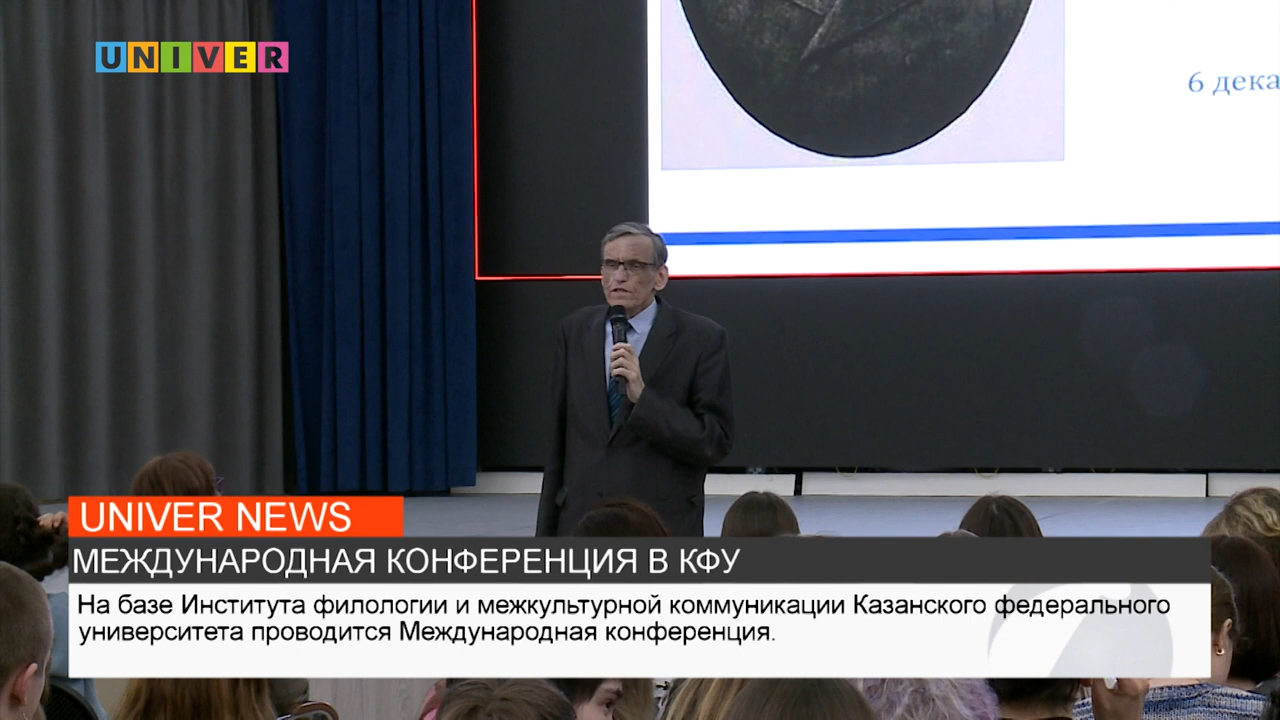 UNIVER
6 дека
UNIVER NEWS
МЕЖДУНАРОДНАЯ КОНФЕРЕНЦИЯ В КФУ
На базе Института филологии и межкультурной коммуникации Казанского федерального
университета проводится Международная конференция.